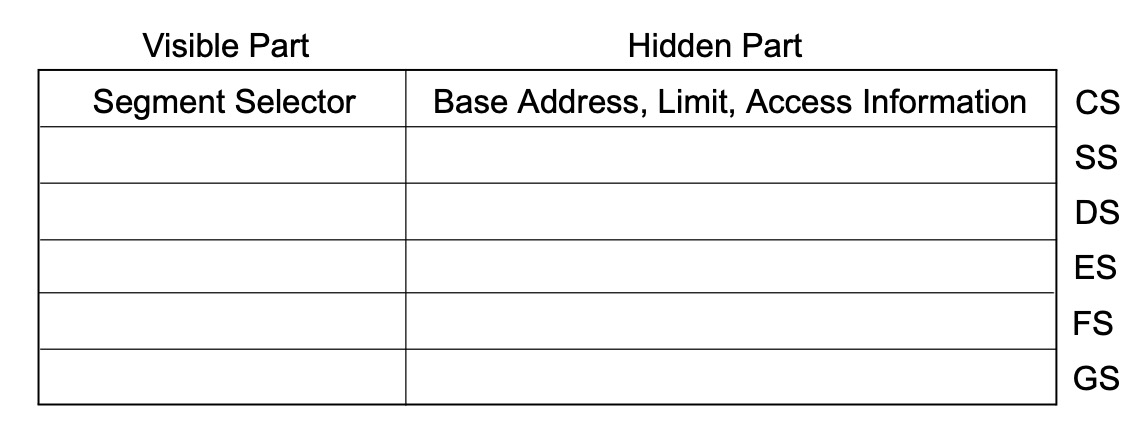 Visible Part Hidden Part
Segment Selector Base Address, Limit, Access Information CS
SS
DS
ES
FS
GS